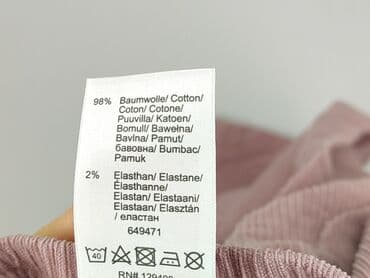 98% Baumwolle/ Cotton/
Coton/ Cotone/
Puuvilla/ Katoen/
Bomull/ Bawełna/
Bavlna/ Pamut/
бавовна/ Bumbac/
Pamuk
2% Elasthan/ Elastane/
Élasthanne/
Elastan/ Elastaani/
Elastaan/ Elasztán/
/ еластан
649471
40